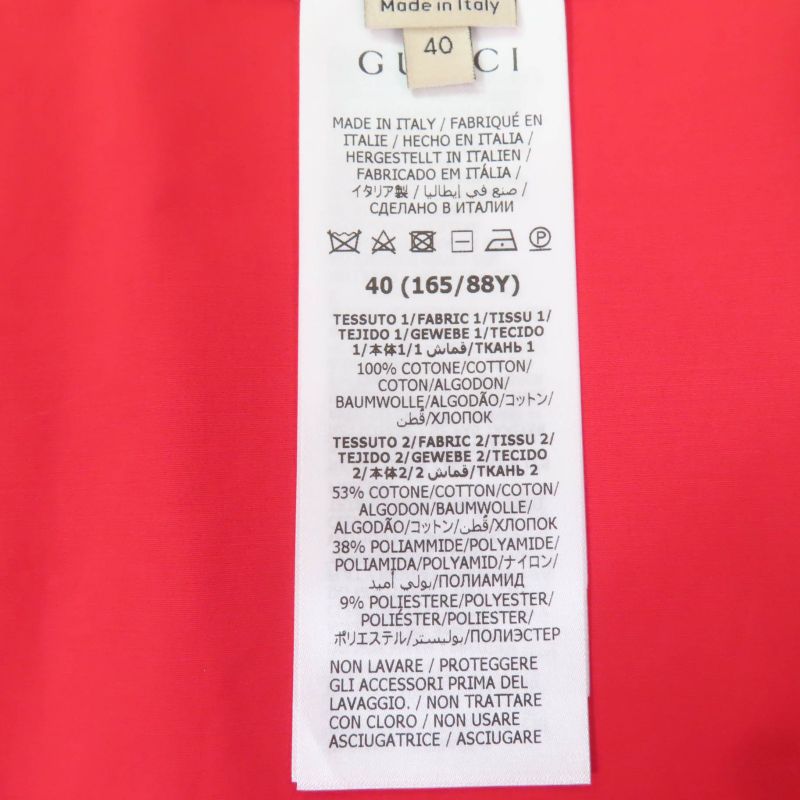 Made in Italy
40
GUCCI
MADE IN ITALY / FABRIQUÉ EN
ITALIE / HECHO EN ITALIA /
HERGESTELLT IN ITALIEN /
FABRICADO EM ITÁLIA /
イタリア製 / صنع في إيطاليا /
СДЕЛАНО В ИТАЛИИ
P
40 (165/88Y)
TESSUTO 1/FABRIC 1/TISSU 1/
TEJIDO 1/GEWEBE 1/TECIDO
1/本体1/قماش 1/ТКАНЬ 1
100% COTONE/COTTON/
COTON/ALGODON/
BAUMWOLLE/ALGODÃO/コットン/
قُطن/ХЛОПОК
TESSUTO 2/FABRIC 2/TISSU 2/
TEJIDO 2/GEWEBE 2/TECIDO
2/本体2/قماش 2/ТКАНЬ 2
53% COTONE/COTTON/COTON/
ALGODON/BAUMWOLLE/
ALGODÃO/コットン/قُطن/ХЛОПОК
38% POLIAMMIDE/POLYAMIDE/
POLIAMIDA/POLYAMID/ナイロン/
بولي أميد/ПОЛИАМИД
9% POLIESTERE/POLYESTER/
POLIÉSTER/POLIESTER/
ポリエステル/بوليستر/ПОЛИЭСТЕР
NON LAVARE / PROTEGGERE
GLI ACCESSORI PRIMA DEL
LAVAGGIO. / NON TRATTARE
CON CLORO / NON USARE
ASCIUGATRICE / ASCIUGARE